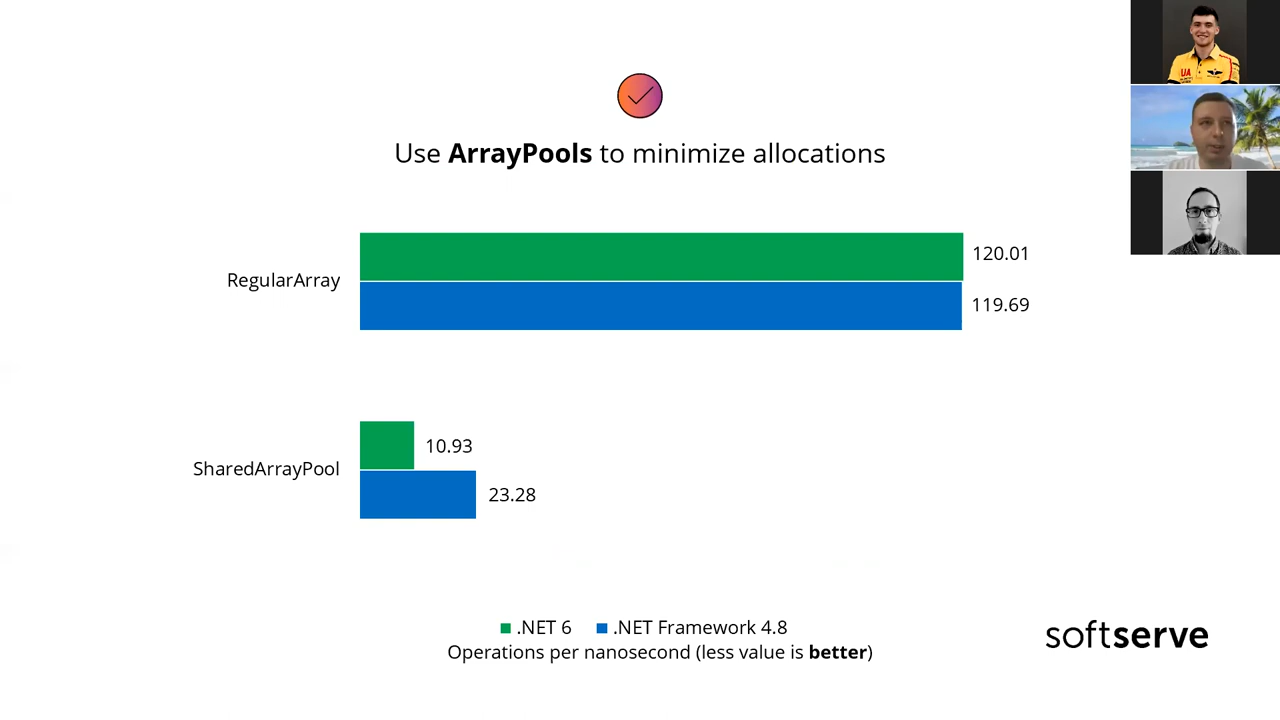 Use ArrayPools to minimize allocations
RegularArray
120.01
119.69
SharedArrayPool
10.93
23.28
.NET 6 .NET Framework 4.8
Operations per nanosecond (less value is better)
softserve
UA